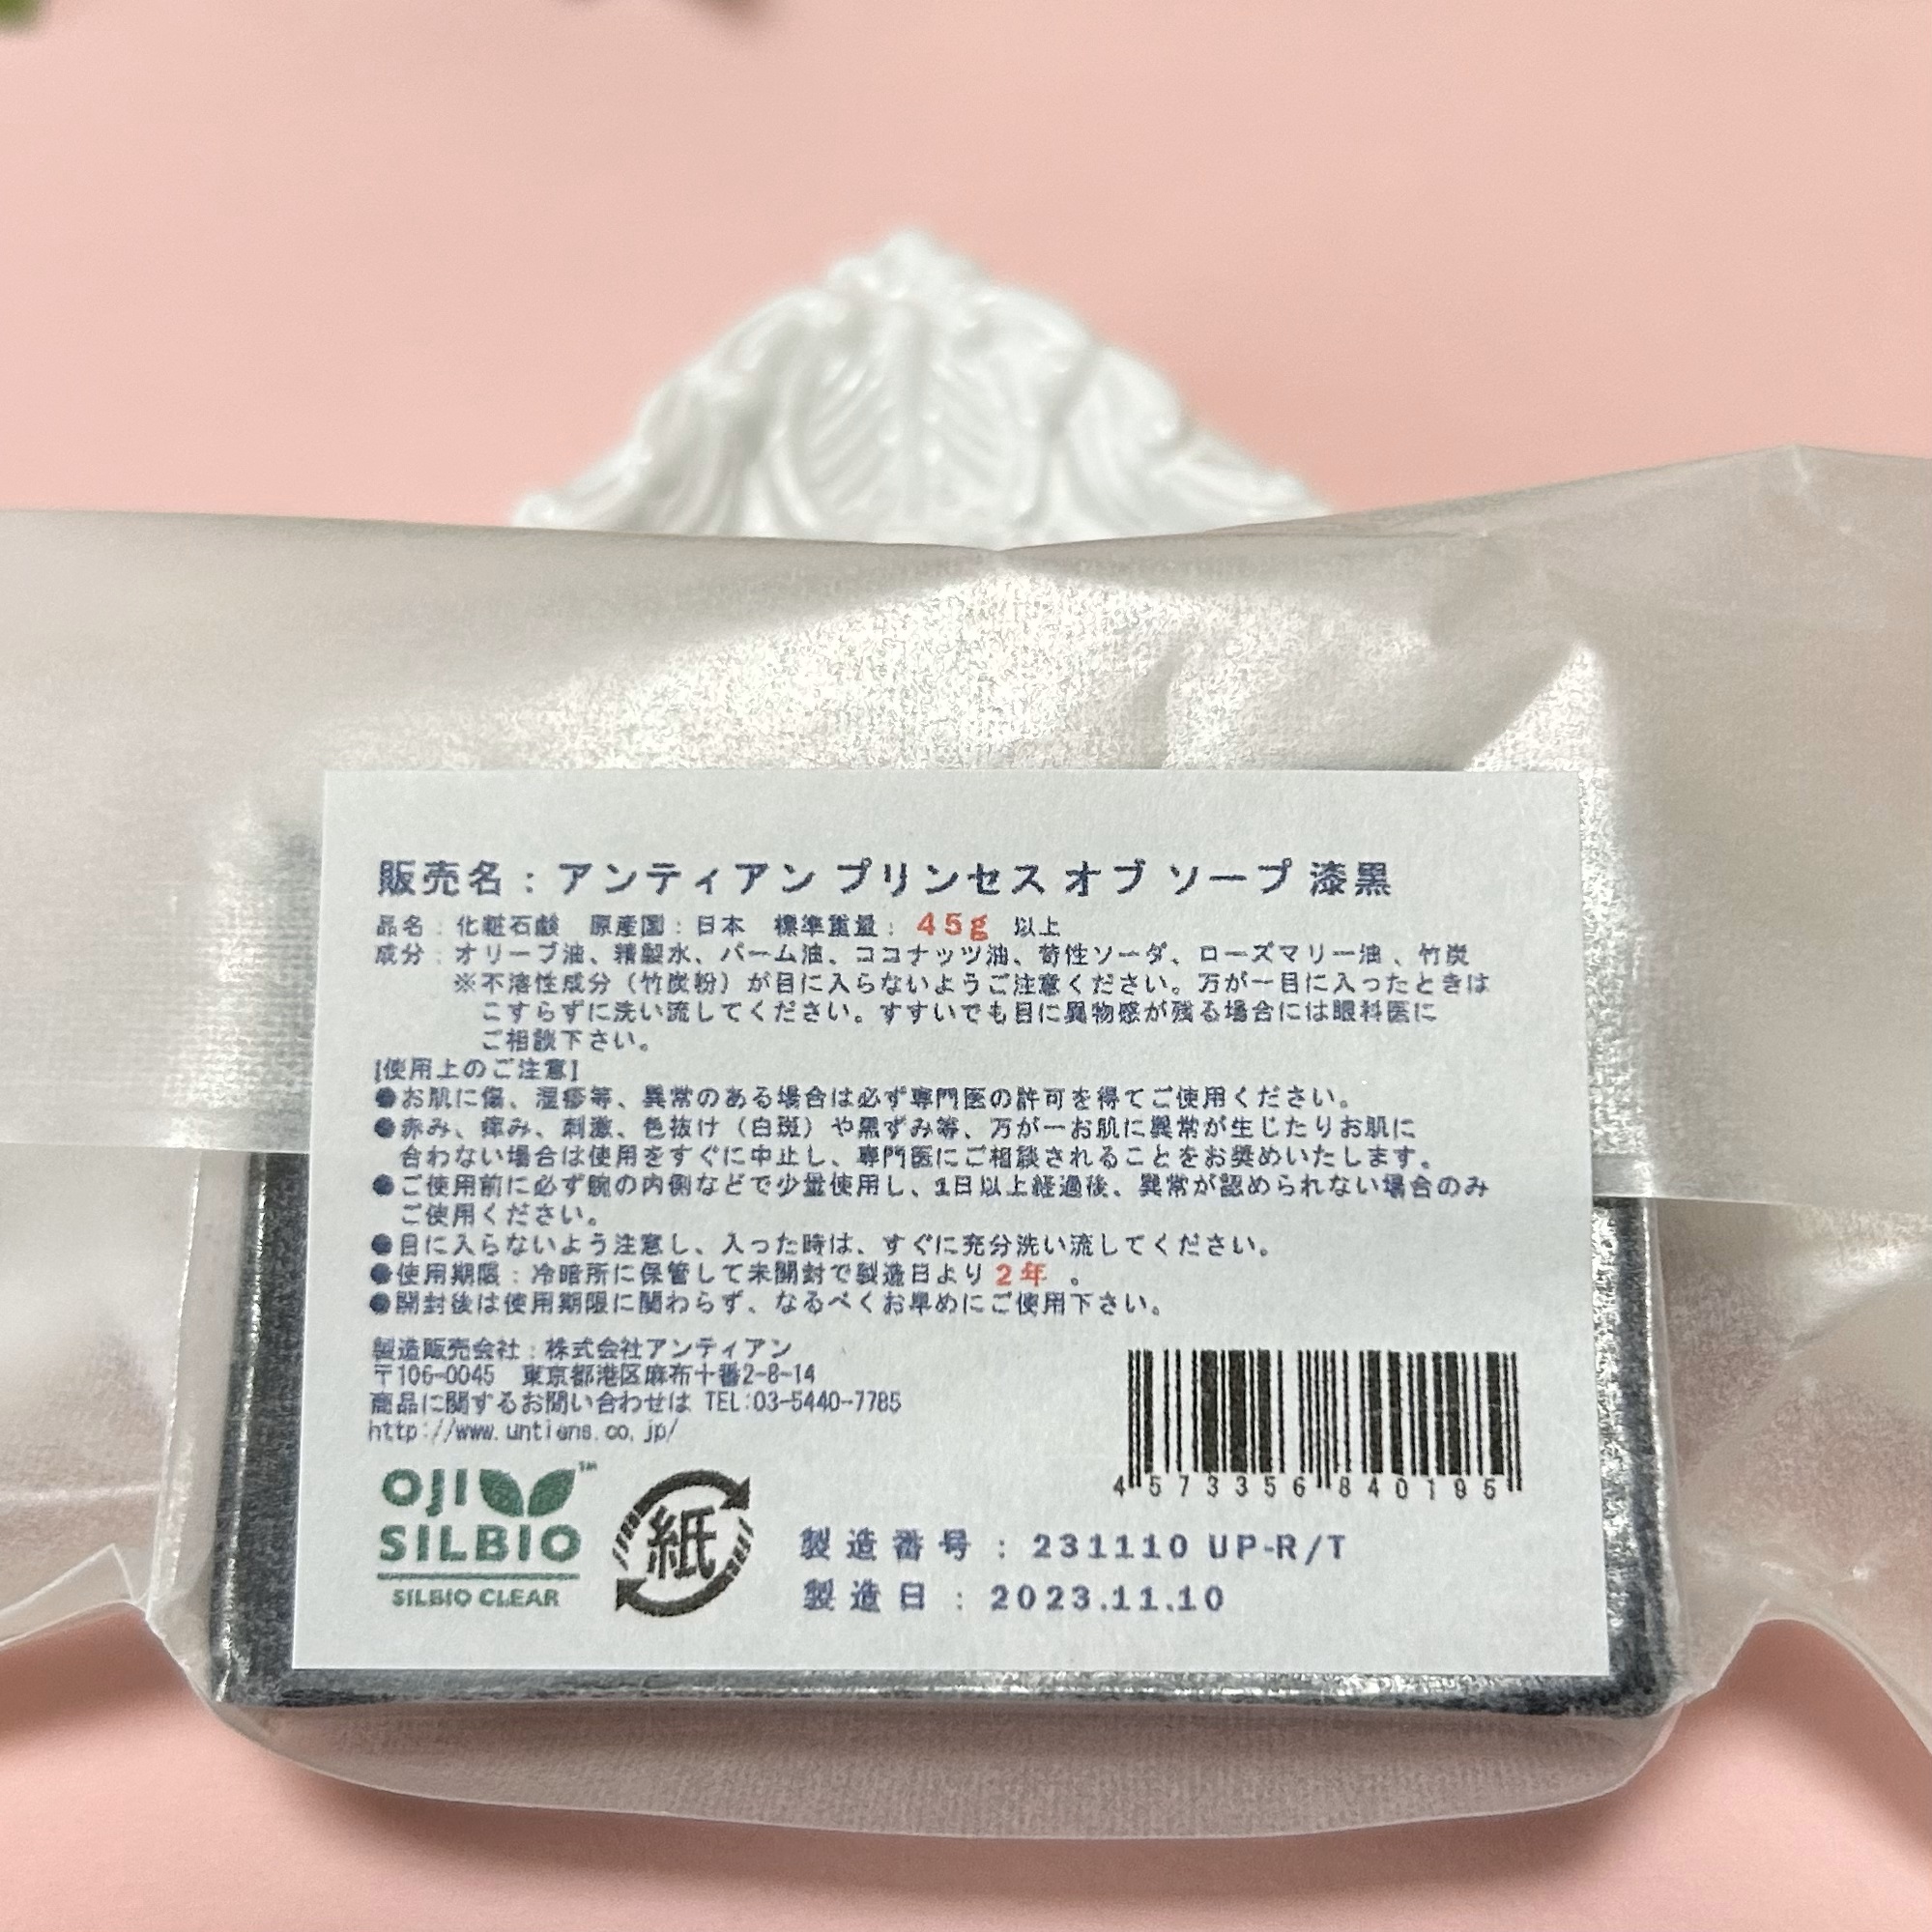 販売名：アンティアン プリンセス オブ ソープ 漆黒
品名：化粧石鹸　原産国：日本　標準重量： 45g 以上
成分：オリーブ油、精製水、パーム油、ココナッツ油、苛性ソーダ、ローズマリー油 、竹炭
※不溶性成分（竹炭粉）が目に入らないようご注意ください。万が一目に入ったときは
こすらずに洗い流してください。すすいでも目に異物感が残る場合には眼科医に
ご相談下さい。
[使用上のご注意]
●お肌に傷、湿疹等、異常のある場合は必ず専門医の許可を得てご使用ください。
●赤み、痒み、刺激、色抜け（白斑）や黒ずみ等、万が一お肌に異常が生じたりお肌に
合わない場合は使用をすぐに中止し、専門医にご相談されることをお奨めいたします。
●ご使用前に必ず腕の内側などで少量使用し、1日以上経過後、異常が認められない場合のみ
ご使用ください。
●目に入らないよう注意し、入った時は、すぐに充分洗い流してください。
●使用期限：冷暗所に保管して未開封で製造日より 2年 。
●開封後は使用期限に関わらず、なるべくお早めにご使用下さい。
製造販売会社：株式会社アンティアン
〒106-0045　東京都港区麻布十番2-8-14
商品に関するお問い合わせは TEL:03-5440-7785
http://www.untiens.co.jp/
4 573356 840195
OJI™
SILBIO
SILBIO CLEAR
紙
製造番号 : 231110 UP-R/T
製造日 : 2023.11.10